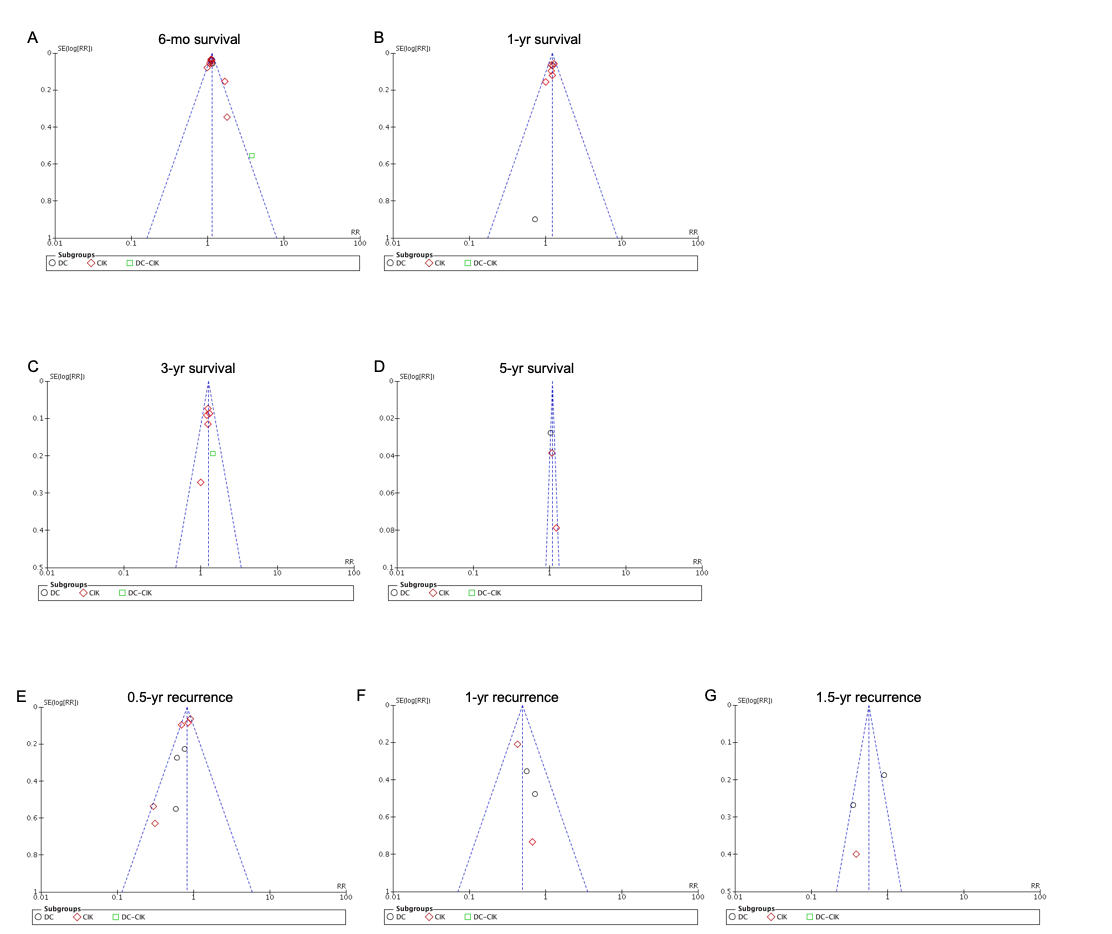 A
6-mo survival
SE(log[RR])
0
0.2
0.4
0.6
0.8
1
0.01
0.1
1
10
100
RR
Subgroups
DC
CIK
DC-CIK
B
1-yr survival
SE(log[RR])
0
0.2
0.4
0.6
0.8
1
0.01
0.1
1
10
100
RR
Subgroups
DC
CIK
DC-CIK
C
3-yr survival
SE(log[RR])
0
0.1
0.2
0.3
0.4
0.5
0.01
0.1
1
10
100
RR
Subgroups
DC
CIK
DC-CIK
D
5-yr survival
SE(log[RR])
0
0.02
0.04
0.06
0.08
0.1
0.01
0.1
1
10
100
RR
Subgroups
DC
CIK
DC-CIK
E
0.5-yr recurrence
SE(log[RR])
0
0.2
0.4
0.6
0.8
1
0.01
0.1
1
10
100
RR
Subgroups
DC
CIK
DC-CIK
F
1-yr recurrence
SE(log[RR])
0
0.2
0.4
0.6
0.8
1
0.01
0.1
1
10
100
RR
Subgroups
DC
CIK
DC-CIK
G
1.5-yr recurrence
SE(log[RR])
0
0.1
0.2
0.3
0.4
0.5
0.01
0.1
1
10
100
RR
Subgroups
DC
CIK
DC-CIK